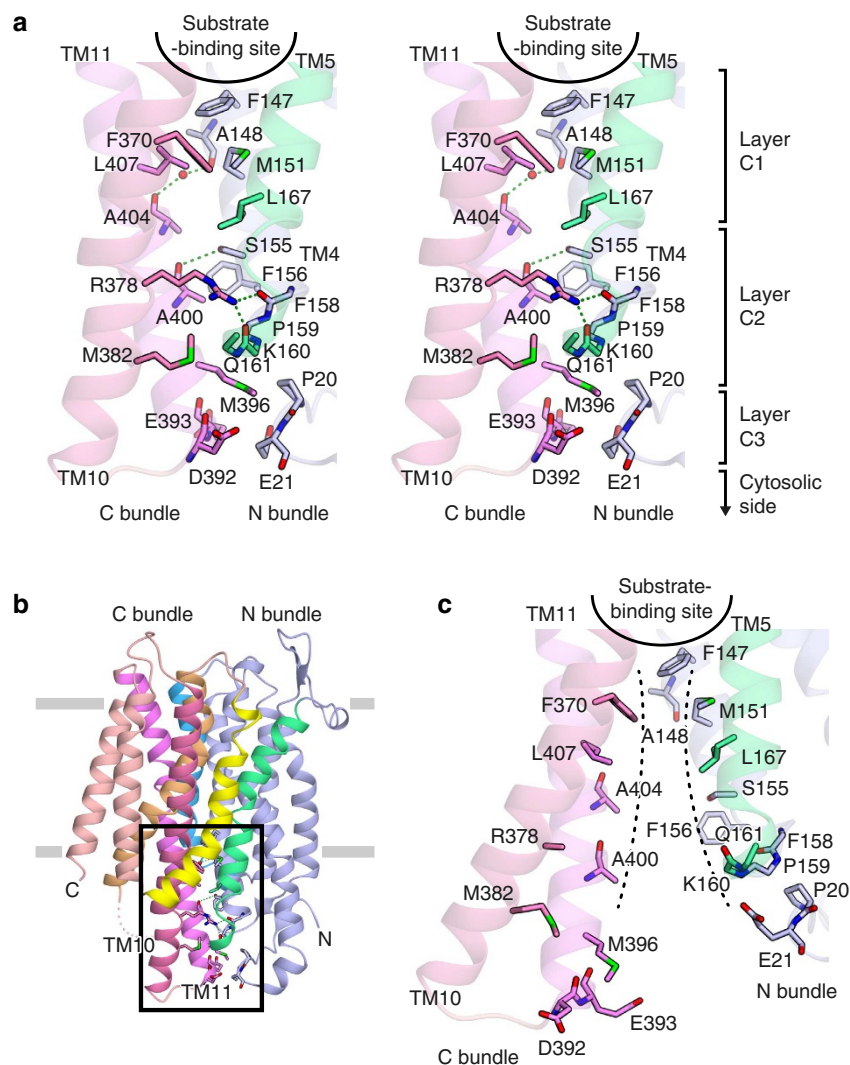 a
Substrate
-binding site
TM11
TM5
F147
F370
A148
L407
M151
L167
A404
S155
TM4
R378
F156
A400
F158
P159
M382
K160
Q161
P20
M396
E393
TM10
D392
E21
C bundle
N bundle
Substrate
-binding site
TM11
TM5
F147
F370
A148
L407
M151
L167
A404
S155
TM4
R378
F156
A400
F158
P159
M382
K160
Q161
P20
M396
E393
TM10
D392
E21
C bundle
N bundle
Layer
C1
Layer
C2
Layer
C3
Cytosolic
side
b
C bundle
N bundle
C
N
TM10
TM11
c
Substrate-
binding site
TM11
TM5
F147
F370
M151
A148
L407
L167
A404
S155
R378
F156
Q161
F158
A400
P159
K160
M382
P20
M396
E21
TM10
N bundle
E393
D392
C bundle